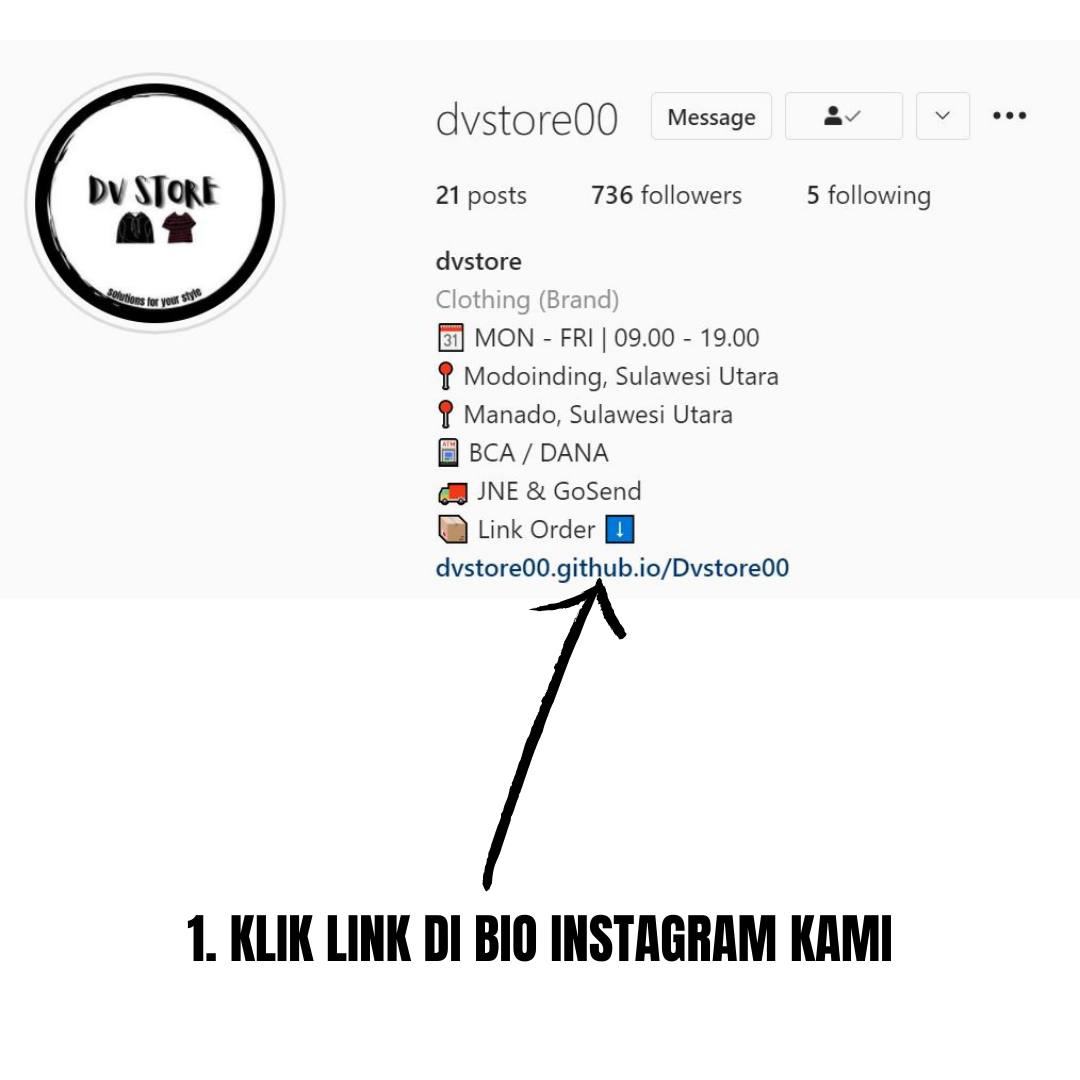 DV STORE
solutions for your style
dvstore00 Message
21 posts 736 followers 5 following
dvstore
Clothing (Brand)
31 MON - FRI | 09.00 - 19.00
Modoinding, Sulawesi Utara
Manado, Sulawesi Utara
ATM BCA / DANA
JNE & GoSend
Link Order
dvstore00.github.io/Dvstore00
1. KLIK LINK DI BIO INSTAGRAM KAMI